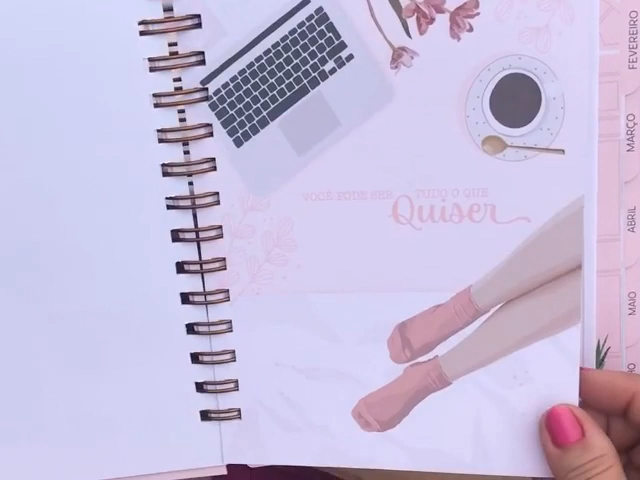 VOCÊ PODE SER TUDO O QUE
Quiser
FEVEREIRO
MARÇO
ABRIL
MAIO